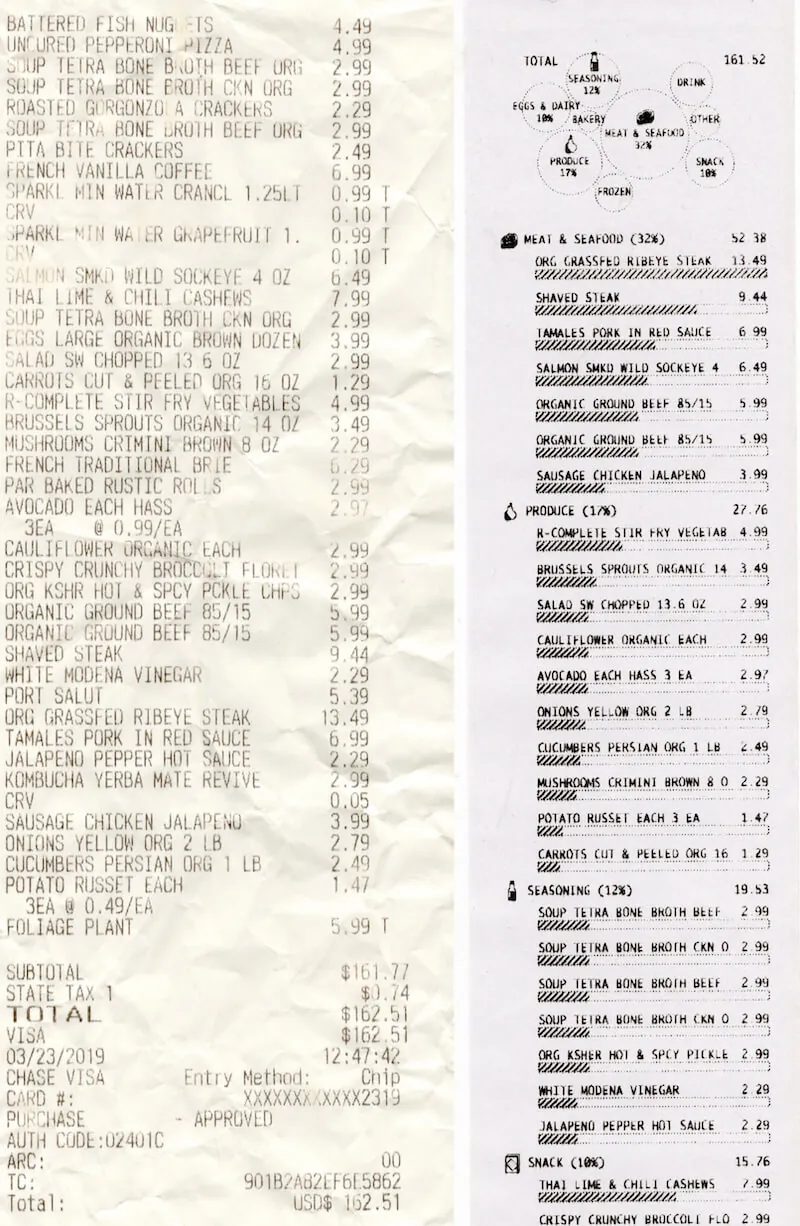 BATTERED FISH NUG ETS 4.49
UNCURED PEPPERONI PIZZA 4.99
SOUP TETRA BONE BROTH BEEF ORG 2.99
SOUP TETRA BONE BROTH CKN ORG 2.99
ROASTED GORGONZO A CRACKERS 2.29
SOUP TETRA BONE BROTH BEEF ORG 2.99
PITA BITE CRACKERS 2.49
FRENCH VANILLA COFFEE 6.99
SPARKL MIN WATER CRANCL 1.25LT 0.99 T
CRV 0.10 T
SPARKL MIN WATER GRAPEFRUIT 1. 0.99 T
CRV 0.10 T
SALMON SMKD WILD SOCKEYE 4 OZ 6.49
THAI LIME & CHILI CASHEWS 7.99
SOUP TETRA BONE BROTH CKN ORG 2.99
EGGS LARGE ORGANIC BROWN DOZEN 3.99
SALAD SW CHOPPED 13 6 OZ 2.99
CARROTS CUT & PEELED ORG 16 OZ 1.29
R-COMPLETE STIR FRY VEGETABLES 4.99
BRUSSELS SPROUTS ORGANIC 14 OZ 3.49
MUSHROOMS CRIMINI BROWN 8 OZ 2.29
FRENCH TRADITIONAL BRIE 6.29
PAR BAKED RUSTIC ROLLS 2.99
AVOCADO EACH HASS 2.97
3EA @ 0.99/EA
CAULIFLOWER ORGANIC EACH 2.99
CRISPY CRUNCHY BROCCOLI FLORET 2.99
ORG KSHR HOT & SPCY PCKLE CHPS 2.99
ORGANIC GROUND BEEF 85/15 5.99
ORGANIC GROUND BEEF 85/15 5.99
SHAVED STEAK 9.44
WHITE MODENA VINEGAR 2.29
PORT SALUT 5.39
ORG GRASSFED RIBEYE STEAK 13.49
TAMALES PORK IN RED SAUCE 6.99
JALAPENO PEPPER HOT SAUCE 2.29
KOMBUCHA YERBA MATE REVIVE 2.99
CRV 0.05
SAUSAGE CHICKEN JALAPENO 3.99
ONIONS YELLOW ORG 2 LB 2.79
CUCUMBERS PERSIAN ORG 1 LB 2.49
POTATO RUSSET EACH 1.47
3EA @ 0.49/EA
FOLIAGE PLANT 5.99 T
SUBTOTAL $161.77
STATE TAX 1 $0.74
TOTAL $162.51
VISA $162.51
03/23/2019 12:47:42
CHASE VISA Entry Method: Chip
CARD #: XXXXXXXXXXXX2319
PURCHASE - APPROVED
AUTH CODE:02401C
ARC: 00
TC: 901B2A82EF6E5862
Total: USD$ 162.51
TOTAL 161.52
SEASONING
12%
DRINK
EGGS & DAIRY
10%
BAKERY
OTHER
MEAT & SEAFOOD
32%
PRODUCE
17%
SNACK
10%
FROZEN
MEAT & SEAFOOD (32%) 52.38
ORG GRASSFED RIBEYE STEAK 13.49
SHAVED STEAK 9.44
TAMALES PORK IN RED SAUCE 6.99
SALMON SMKD WILD SOCKEYE 4 6.49
ORGANIC GROUND BEEF 85/15 5.99
ORGANIC GROUND BEEF 85/15 5.99
SAUSAGE CHICKEN JALAPENO 3.99
PRODUCE (17%) 27.76
R-COMPLETE STIR FRY VEGETAB 4.99
BRUSSELS SPROUTS ORGANIC 14 3.49
SALAD SW CHOPPED 13.6 OZ 2.99
CAULIFLOWER ORGANIC EACH 2.99
AVOCADO EACH HASS 3 EA 2.97
ONIONS YELLOW ORG 2 LB 2.79
CUCUMBERS PERSIAN ORG 1 LB 2.49
MUSHROOMS CRIMINI BROWN 8 O 2.29
POTATO RUSSET EACH 3 EA 1.47
CARROTS CUT & PEELED ORG 16 1.29
SEASONING (12%) 19.53
SOUP TETRA BONE BROTH BEEF 2.99
SOUP TETRA BONE BROTH CKN O 2.99
SOUP TETRA BONE BROTH BEEF 2.99
SOUP TETRA BONE BROTH CKN O 2.99
ORG KSHER HOT & SPCY PICKLE 2.99
WHITE MODENA VINEGAR 2.29
JALAPENO PEPPER HOT SAUCE 2.29
SNACK (10%) 15.76
THAI LIME & CHILI CASHEWS 7.99
CRISPY CRUNCHY BROCCOLI FLO 2.99